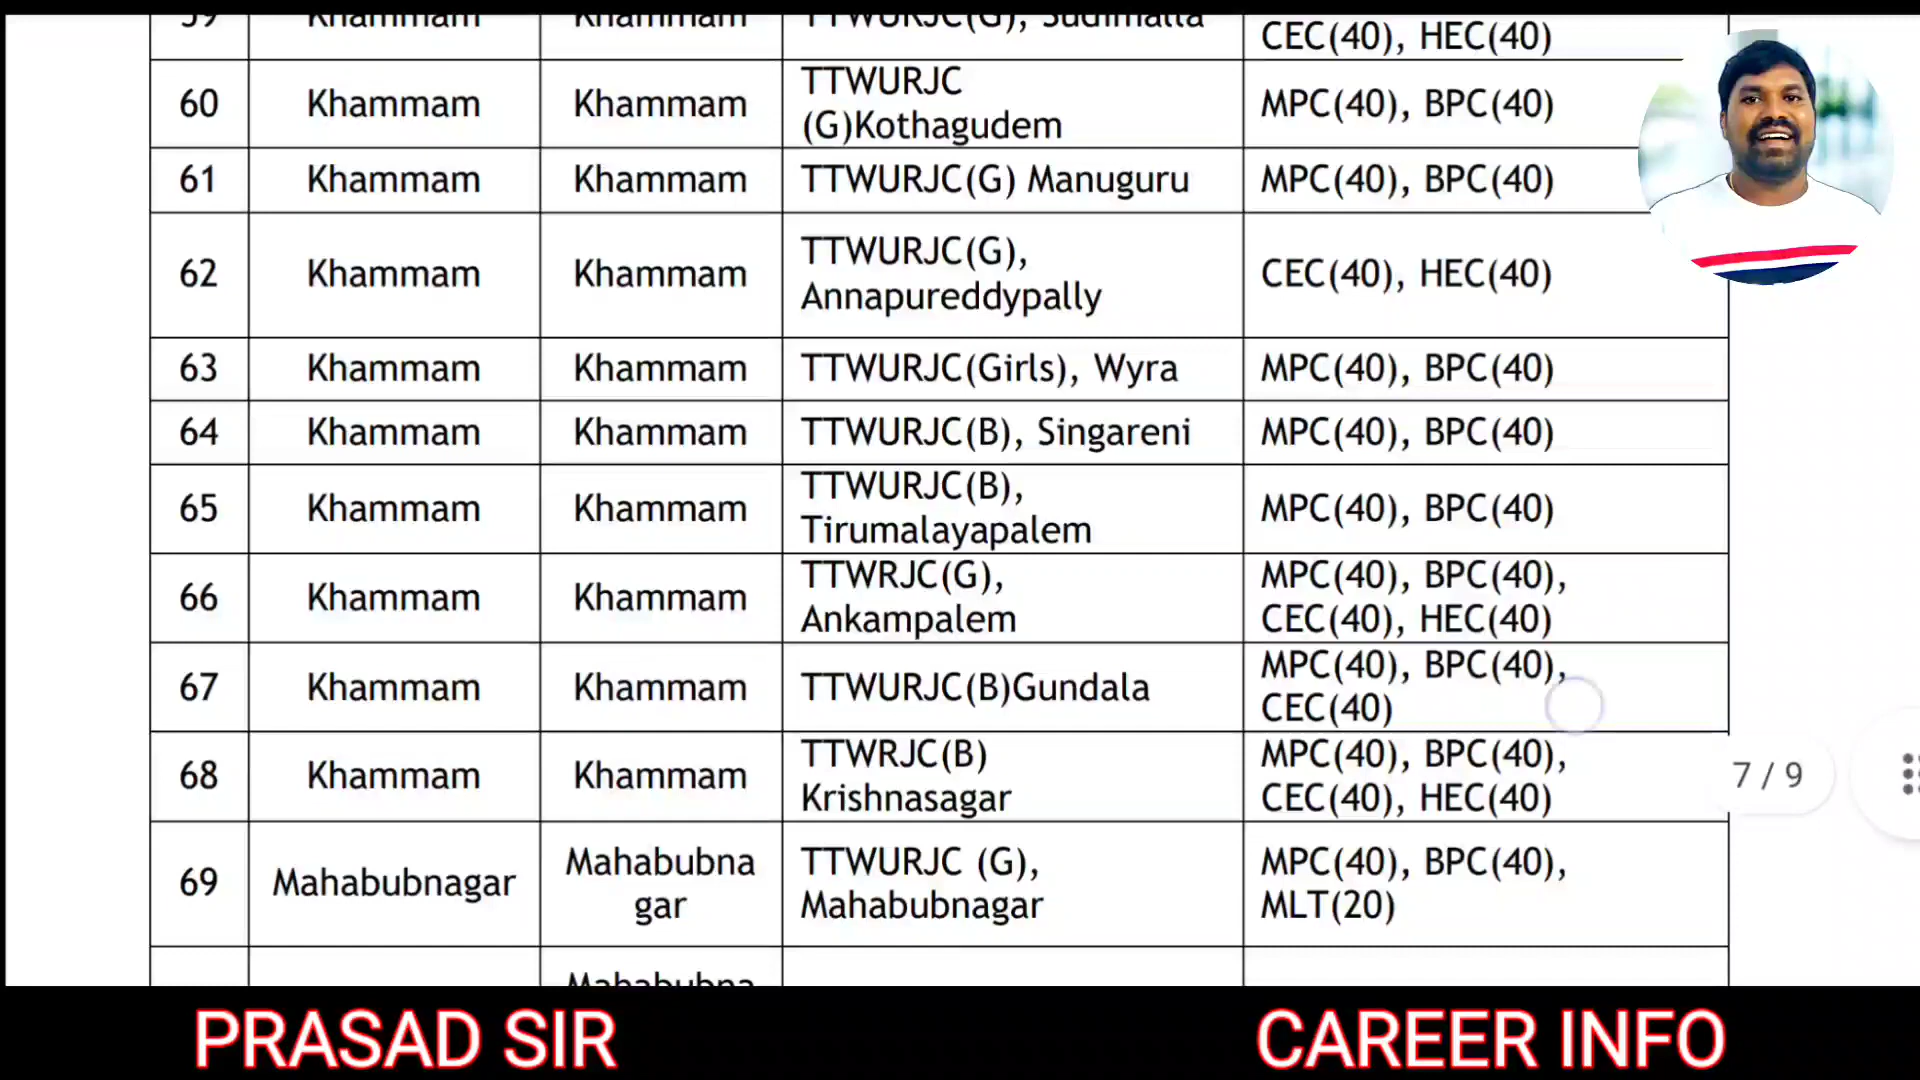 59 Khammam Khammam TTWURJC(G), Sudimalla
CEC(40), HEC(40)
60 Khammam Khammam TTWURJC
(G)Kothagudem MPC(40), BPC(40)
61 Khammam Khammam TTWURJC(G) Manuguru MPC(40), BPC(40)
62 Khammam Khammam TTWURJC(G),
Annapureddypally CEC(40), HEC(40)
63 Khammam Khammam TTWURJC(Girls), Wyra MPC(40), BPC(40)
64 Khammam Khammam TTWURJC(B), Singareni MPC(40), BPC(40)
65 Khammam Khammam TTWURJC(B),
Tirumalayapalem MPC(40), BPC(40)
66 Khammam Khammam TTWRJC(G),
Ankampalem MPC(40), BPC(40),
CEC(40), HEC(40)
67 Khammam Khammam TTWURJC(B)Gundala MPC(40), BPC(40),
CEC(40)
68 Khammam Khammam TTWRJC(B)
Krishnasagar MPC(40), BPC(40),
CEC(40), HEC(40)
7 / 9
69 Mahabubnagar Mahabubna
gar TTWURJC (G),
Mahabubnagar MPC(40), BPC(40),
MLT(20)
Mahabubna
PRASAD SIR
CAREER INFO